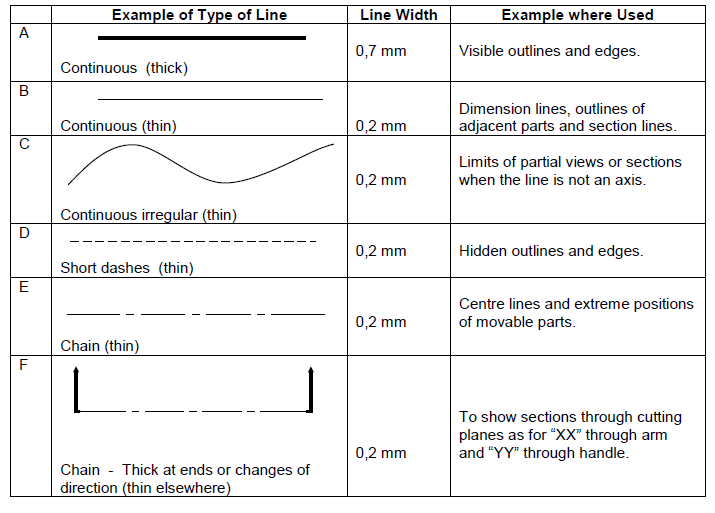 Example of Type of Line Line Width Example where Used
A
Continuous (thick)
0,7 mm
Visible outlines and edges.
B
Continuous (thin)
0,2 mm
Dimension lines, outlines of
adjacent parts and section lines.
C
Continuous irregular (thin)
0,2 mm
Limits of partial views or sections
when the line is not an axis.
D
Short dashes (thin)
0,2 mm
Hidden outlines and edges.
E
Chain (thin)
0,2 mm
Centre lines and extreme positions
of movable parts.
F
Chain - Thick at ends or changes of
direction (thin elsewhere)
0,2 mm
To show sections through cutting
planes as for “XX” through arm
and “YY” through handle.